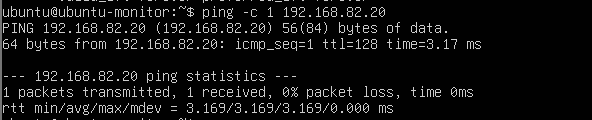 ubuntu@ubuntu-monitor:~$ ping -c 1 192.168.82.20
PING 192.168.82.20 (192.168.82.20) 56(84) bytes of data.
64 bytes from 192.168.82.20: icmp_seq=1 ttl=128 time=3.17 ms

--- 192.168.82.20 ping statistics ---
1 packets transmitted, 1 received, 0% packet loss, time 0ms
rtt min/avg/max/mdev = 3.169/3.169/3.169/0.000 ms